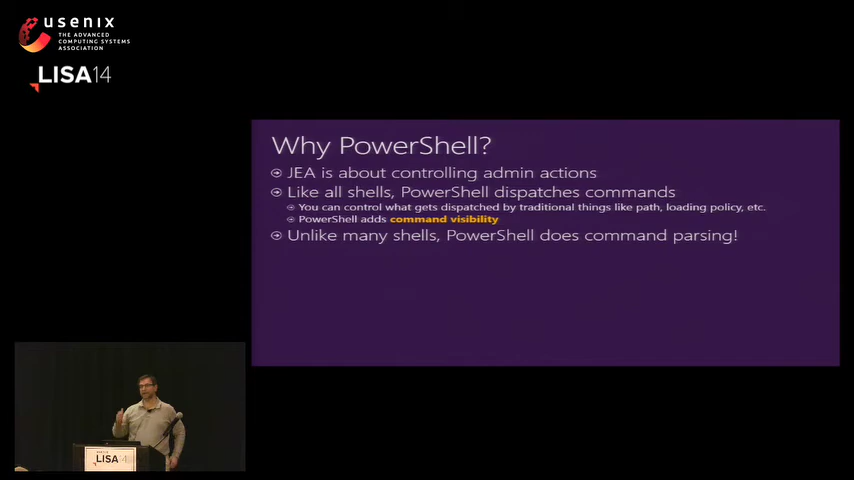 usenix
THE ADVANCED
COMPUTING SYSTEMS
ASSOCIATION
LISA14
Why PowerShell?
JEA is about controlling admin actions
Like all shells, PowerShell dispatches commands
You can control what gets dispatched by traditional things like path, loading policy, etc.
PowerShell adds command visibility
Unlike many shells, PowerShell does command parsing!
LISA14